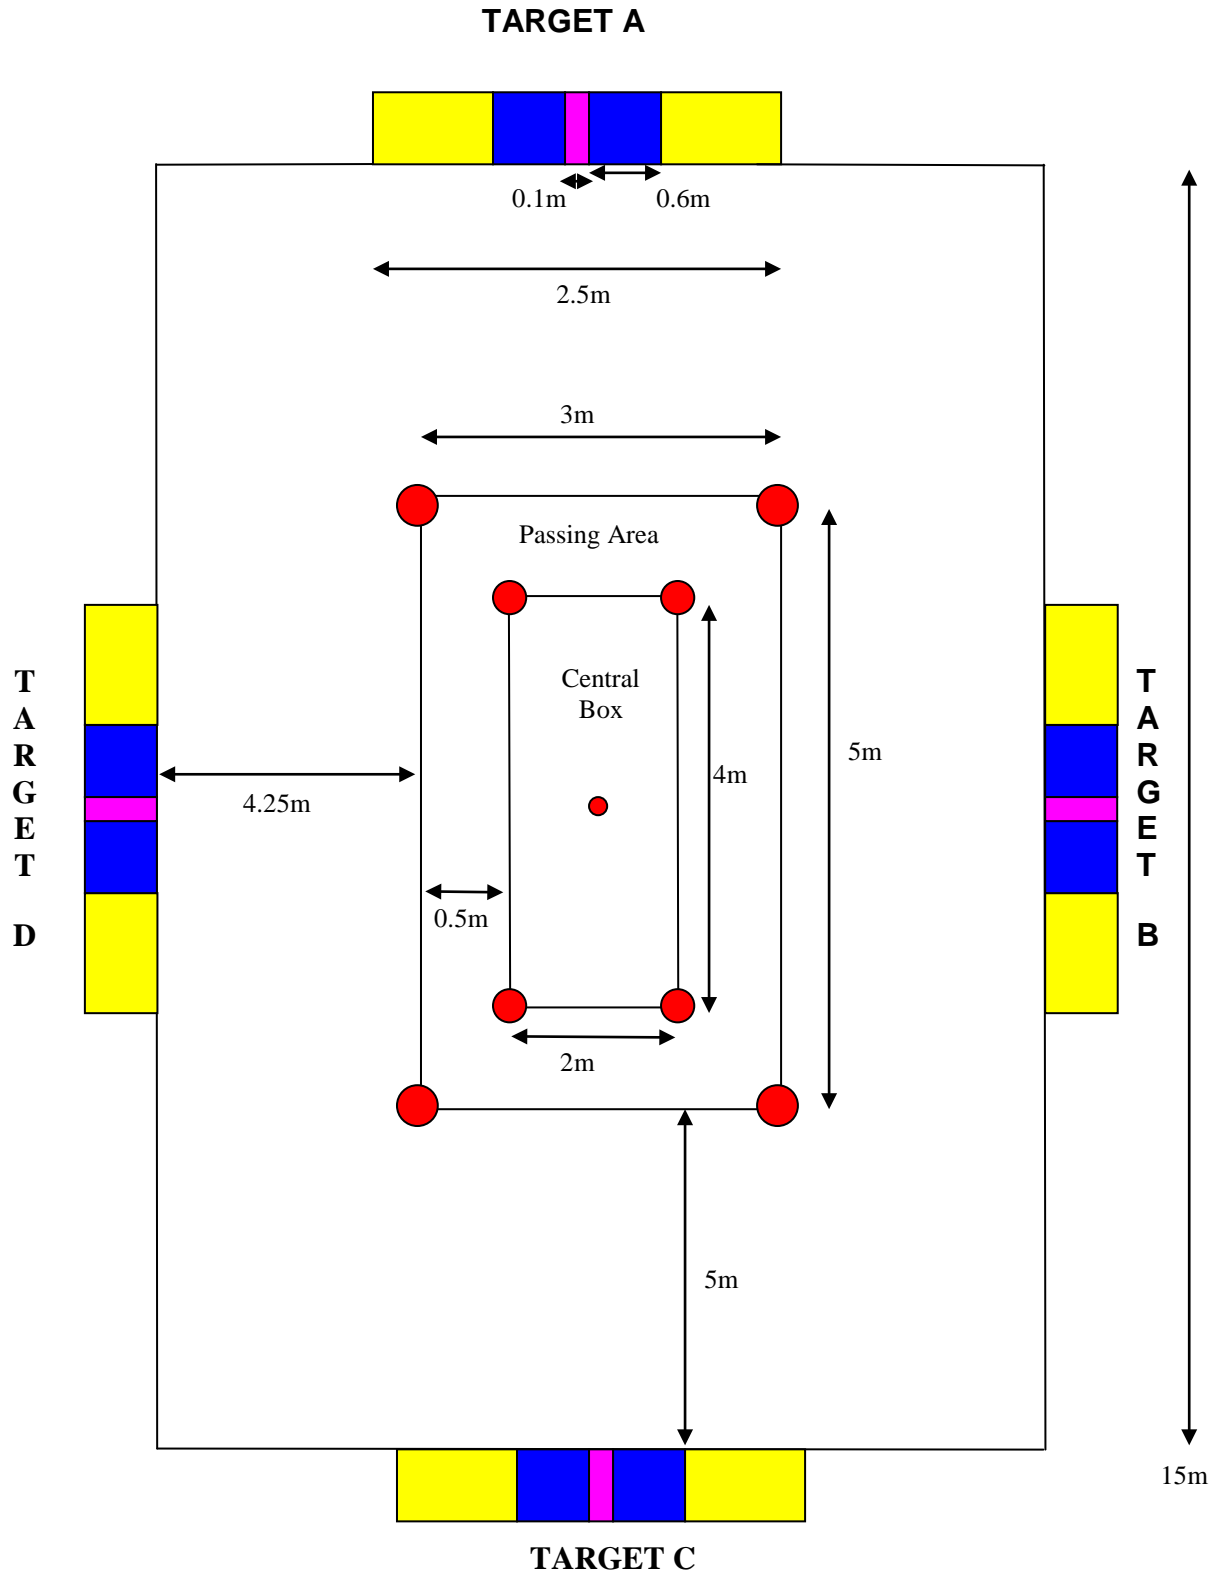 TARGET A
0.1m
0.6m
2.5m
3m
Passing Area
Central
Box
T
A
R
G
E
T
D
T
A
R
G
E
T
B
5m
4m
4.25m
0.5m
2m
5m
15m
TARGET C